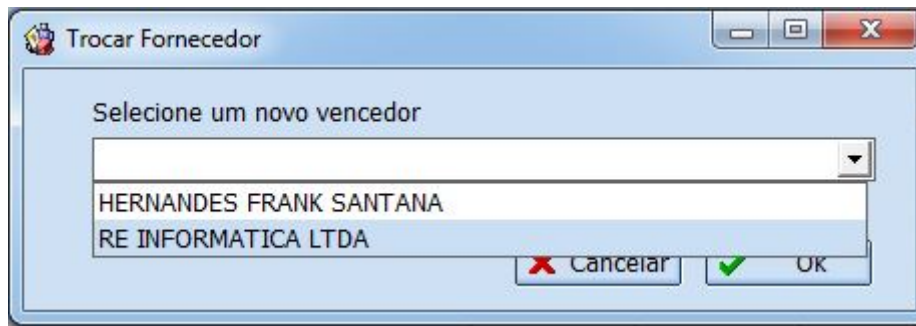 Trocar Fornecedor
Selecione um novo vencedor
HERNANDES FRANK SANTANA
RE INFORMATICA LTDA
Cancelar
Ok